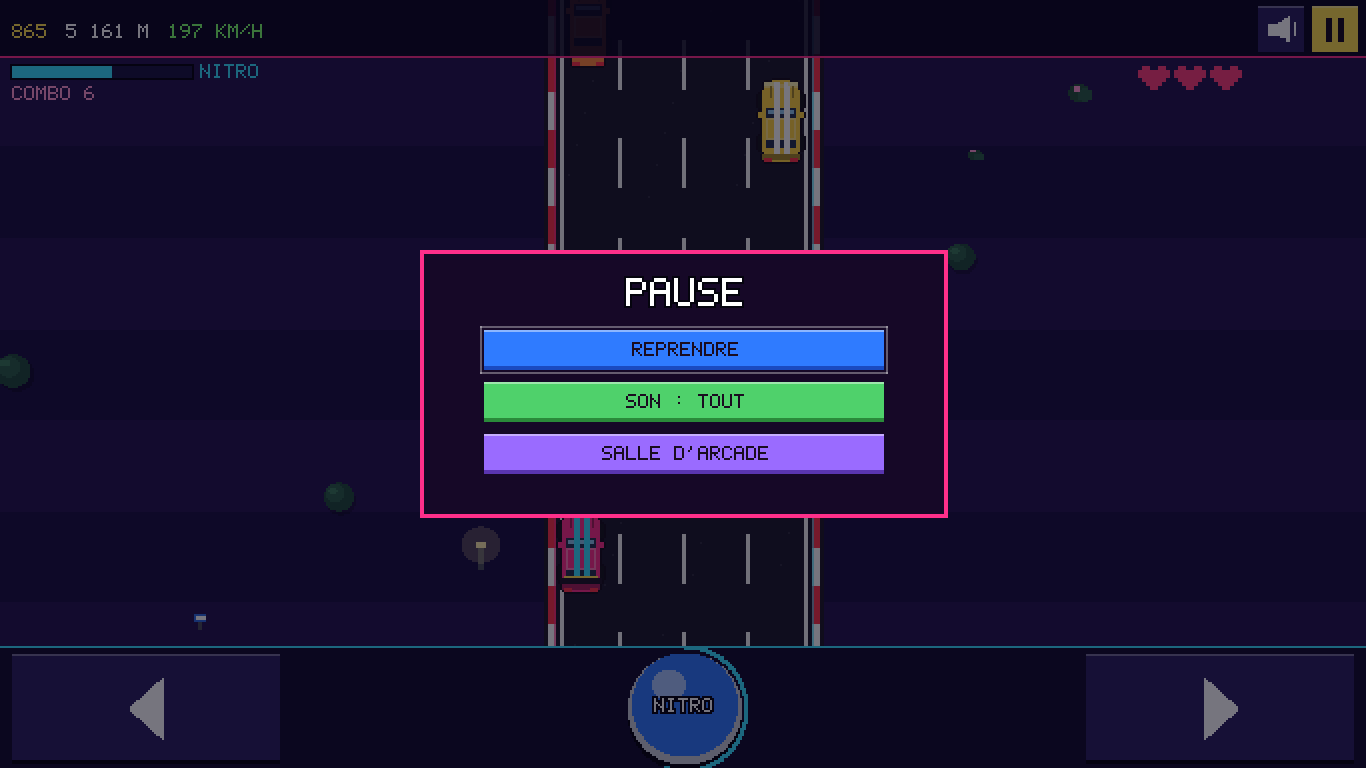 865 5 161 M 197 KM/H
NITRO
COMBO 6
PAUSE
REPRENDRE
SON : TOUT
SALLE D'ARCADE
NITRO